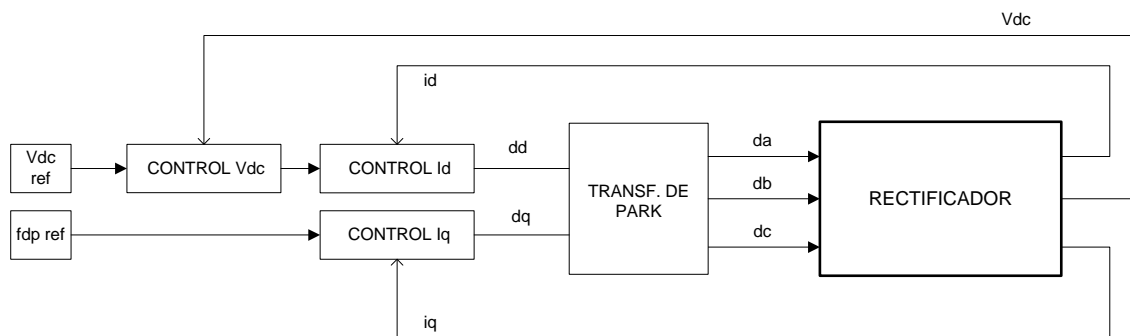 Vdc
id
Vdc
ref
CONTROL Vdc
CONTROL Id
dd
TRANSF. DE
PARK
da
db
dc
RECTIFICADOR
fdp ref
CONTROL Iq
dq
iq